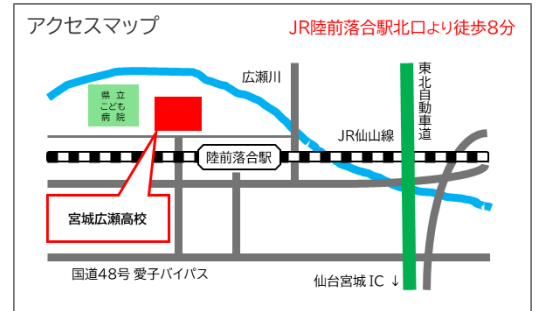 アクセスマップ
JR陸前落合駅北口より徒歩8分
広瀬川
東北自動車道
県立
こども
病院
JR仙山線
陸前落合駅
宮城広瀬高校
国道48号 愛子バイパス
仙台宮城 IC ↓